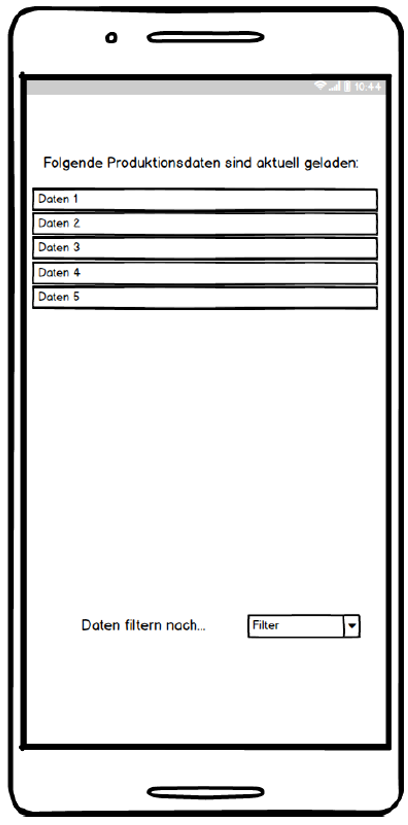 10:44
Folgende Produktionsdaten sind aktuell geladen:
Daten 1
Daten 2
Daten 3
Daten 4
Daten 5
Daten filtern nach... Filter